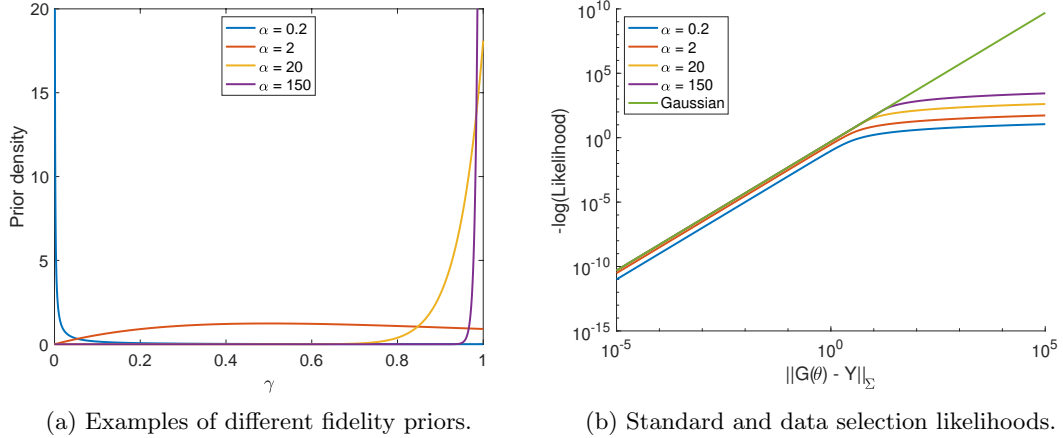 20
15
10
5
0
0
0.2
0.4
0.6
0.8
1
Prior density
γ
α = 0.2
α = 2
α = 20
α = 150
(a) Examples of different fidelity priors.
10^10
10^5
10^0
10^-5
10^-10
10^-15
10^-5
10^0
10^5
-log(Likelihood)
||G(θ) - Y||_Σ
α = 0.2
α = 2
α = 20
α = 150
Gaussian
(b) Standard and data selection likelihoods.